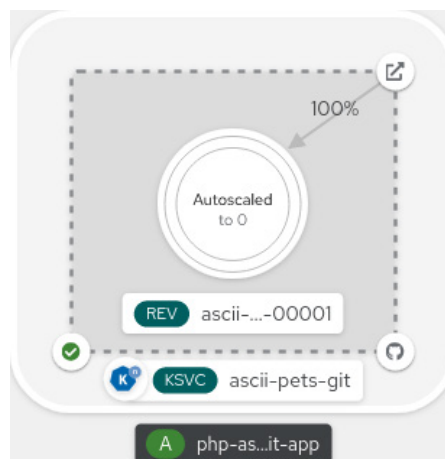 100%
Autoscaled
to 0
REV ascii-...-00001
K n KSVC ascii-pets-git
A php-as...it-app